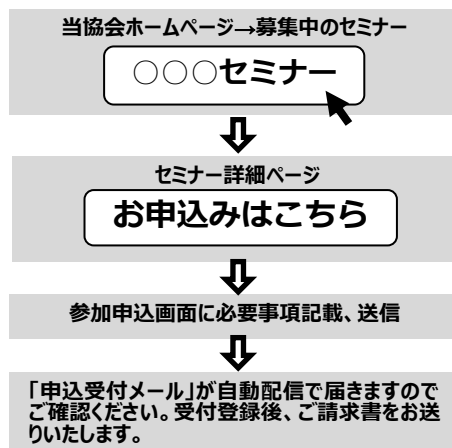 当協会ホームページ→募集中のセミナー
○○○セミナー
セミナー詳細ページ
お申込みはこちら
参加申込画面に必要事項記載、送信
「申込受付メール」が自動配信で届きますので
ご確認ください。受付登録後、ご請求書をお送
りいたします。